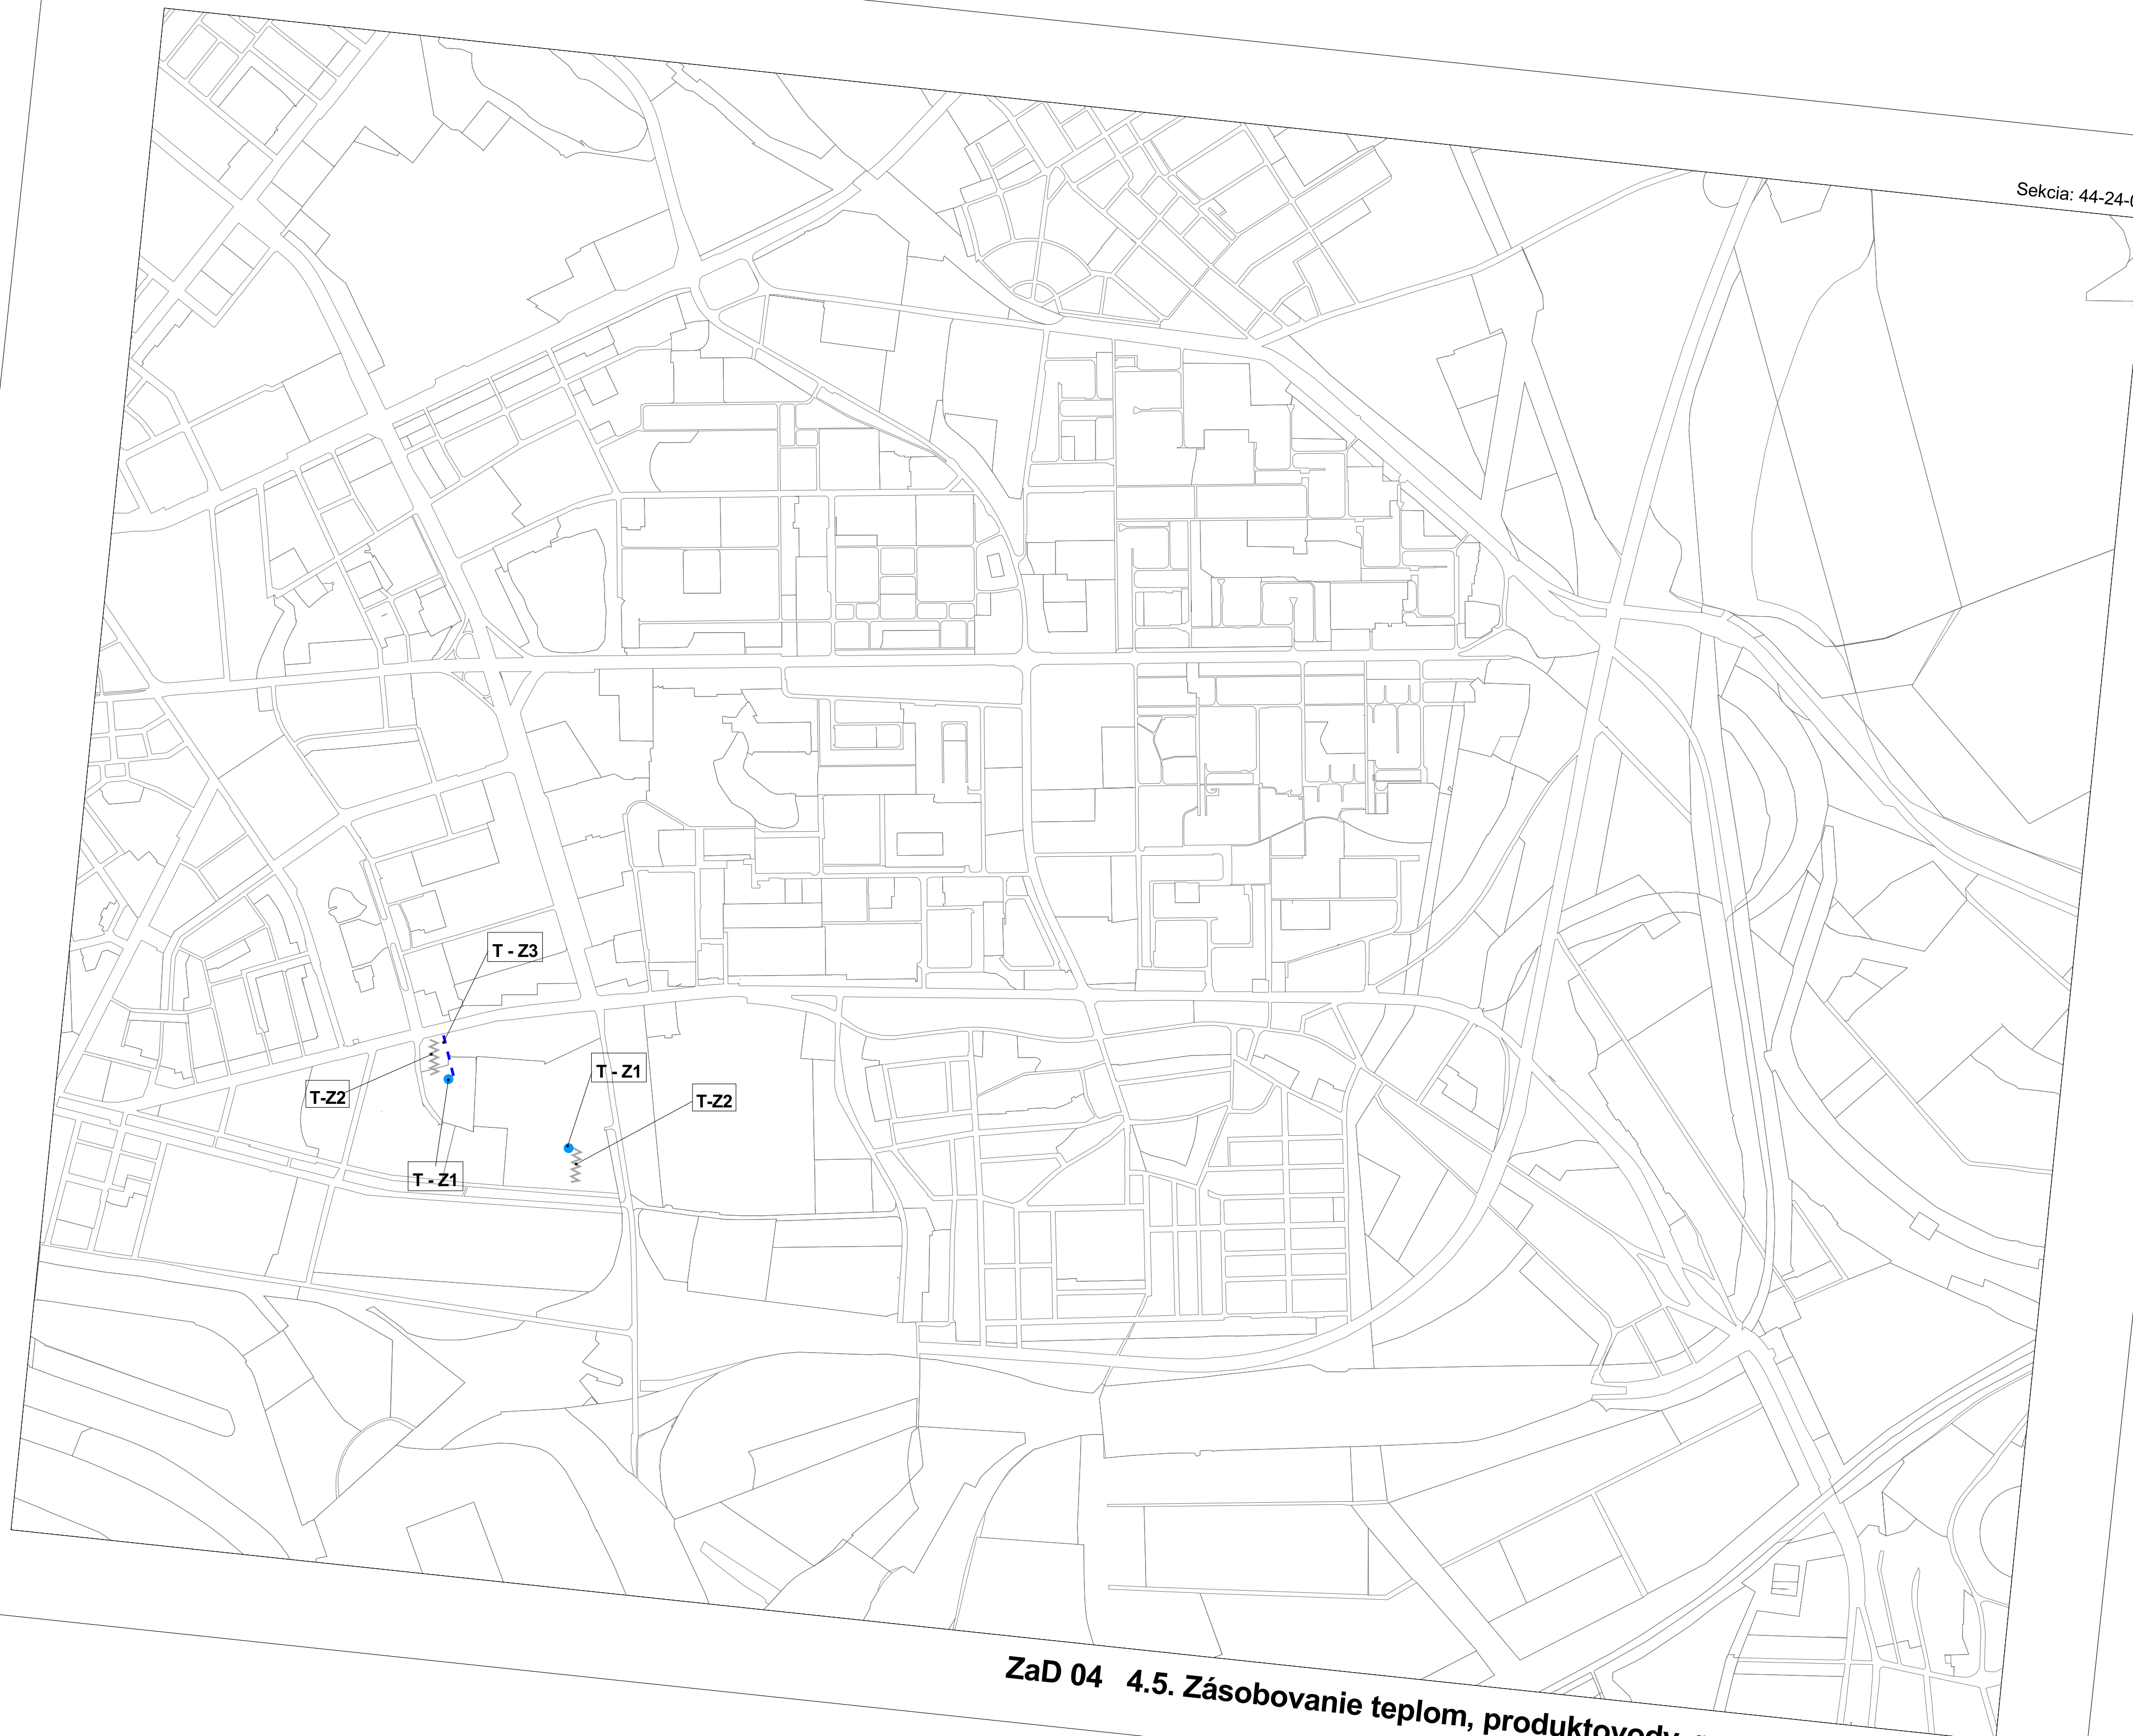 Sekcia: 44-24-
T - Z3
T - Z1
T-Z2
T-Z2
T - Z1
ZaD 04 4.5. Zásobovanie teplom, produktovody,